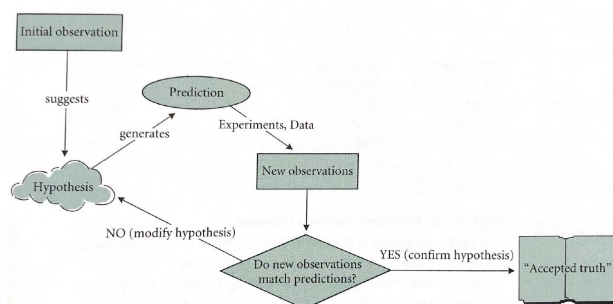 Initial observation
suggests
Prediction
generates
Experiments, Data
Hypothesis
New observations
NO (modify hypothesis)
Do new observations
match predictions?
YES (confirm hypothesis)
“Accepted truth”